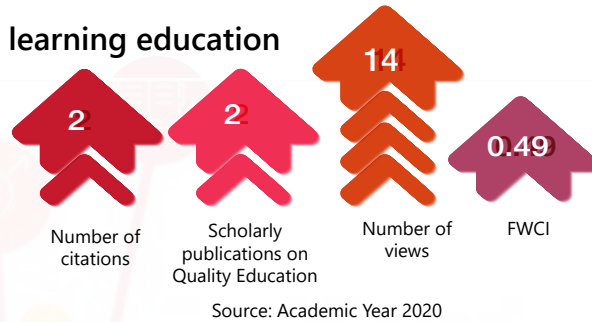 learning education
2
2
14
0.49
Number of
citations
Scholarly
publications on
Quality Education
Number of
views
FWCI
Source: Academic Year 2020